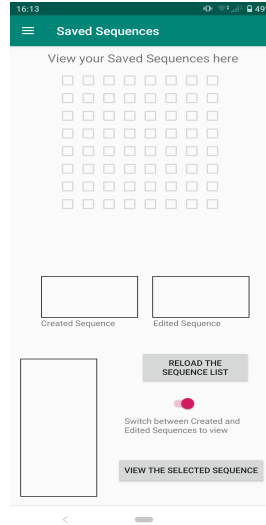 16:13 49
Saved Sequences
View your Saved Sequences here
Created Sequence Edited Sequence
RELOAD THE
SEQUENCE LIST
Switch between Created and
Edited Sequences to view
VIEW THE SELECTED SEQUENCE